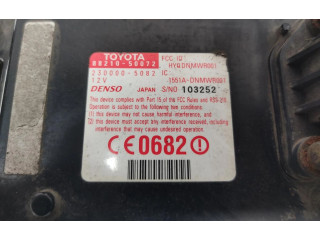 TOYOTA FCC ID:
88210-50072 HYQDNMWR001
230000-5082 IC:
12V 1551A-DNMWR001
DENSO JAPAN S/NO 103252
This device complies with Part 15 of the FCC Rules and RSS-210.
Operation is subject to the following two conditions:
(1) this device may not cause harmful interference, and
(2) this device must accept any interference received,
including interference that may cause undesired operation.
CE0682